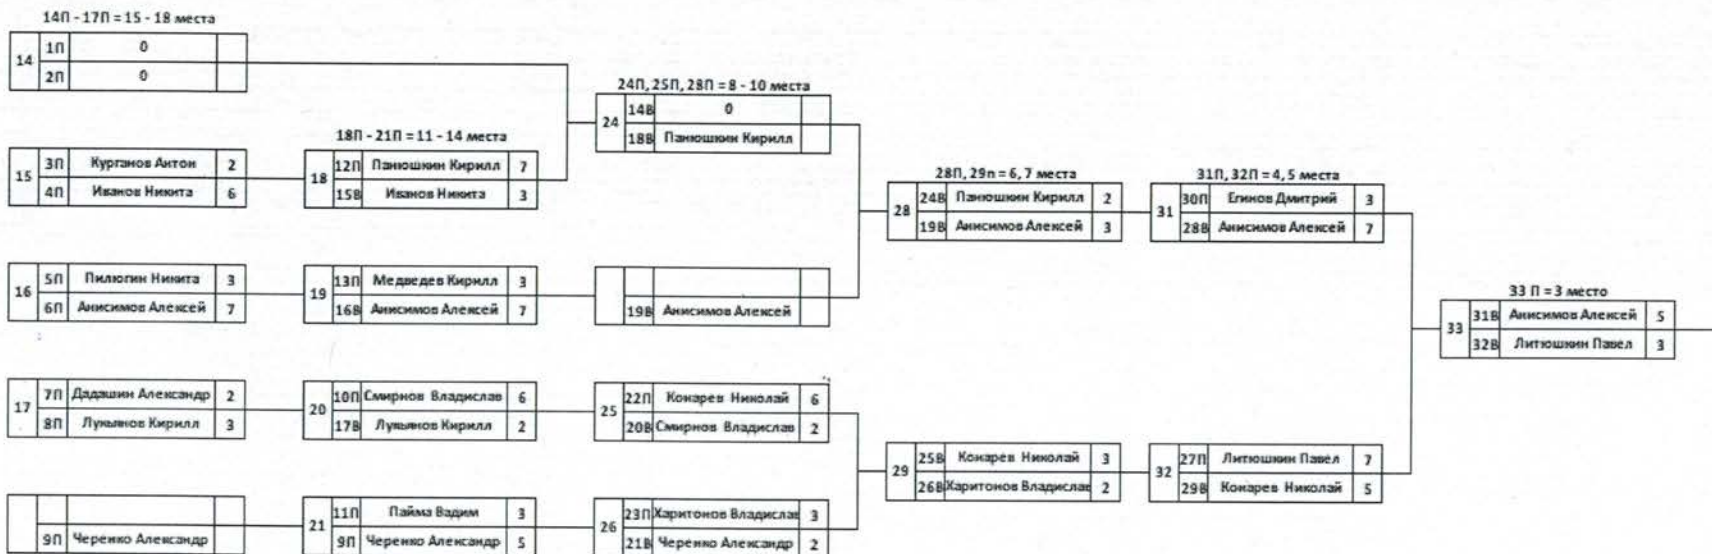 14П - 17П = 15 - 18 места
14
1П 0
2П 0
15
3П Курганов Антон 2
4П Иванов Никита 6
16
5П Пилюгин Никита 3
6П Анисимов Алексей 7
17
7П Дадашин Александр 2
8П Лукьянов Кирилл 3
9П Черенко Александр
18П - 21П = 11 - 14 места
18
12П Панюшкин Кирилл 7
15В Иванов Никита 3
19
13П Медведев Кирилл 3
16В Анисимов Алексей 7
20
10П Смирнов Владислав 6
17В Лукьянов Кирилл 2
21
11П Пайма Вадим 3
9П Черенко Александр 5
24П, 25П, 28П = 8 - 10 места
24
14В 0
18В Панюшкин Кирилл
19В Анисимов Алексей
25
22П Конарев Николай 6
20В Смирнов Владислав 2
26
23П Харитонов Владислав 3
21В Черенко Александр 2
28П, 29п = 6, 7 места
28
24В Панюшкин Кирилл 2
19В Анисимов Алексей 3
29
25В Конарев Николай 3
26В Харитонов Владислав 2
31П, 32П = 4, 5 места
31
30П Егинов Дмитрий 3
28В Анисимов Алексей 7
32
27П Литюшкин Павел 7
29В Конарев Николай 5
33 П = 3 место
33
31В Анисимов Алексей 5
32В Литюшкин Павел 3